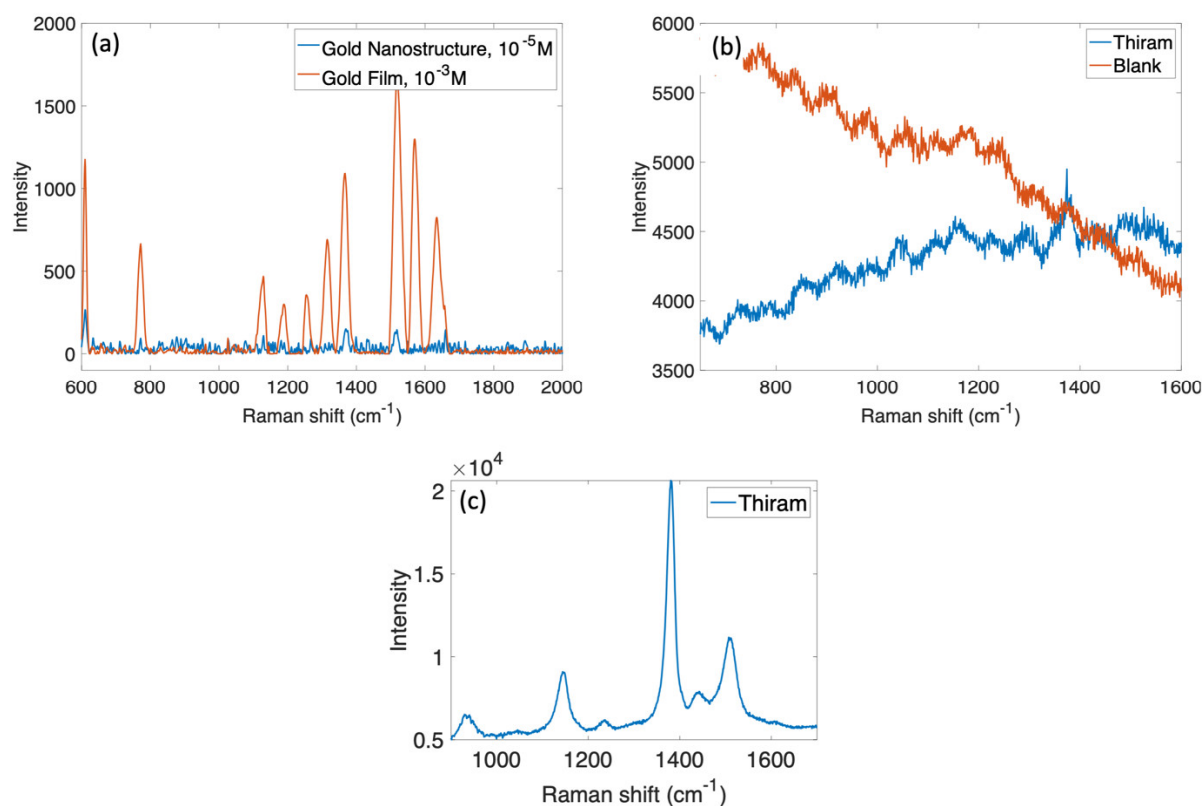 (a)
Gold Nanostructure, 10⁻⁵M
Gold Film, 10⁻³M
2000
1500
1000
500
0
Intensity
600 800 1000 1200 1400 1600 1800 2000
Raman shift (cm⁻¹)
(b)
Thiram
Blank
6000
5500
5000
4500
4000
3500
Intensity
800 1000 1200 1400 1600
Raman shift (cm⁻¹)
×10⁴
(c)
Thiram
2
1.5
1
0.5
Intensity
1000 1200 1400 1600
Raman shift (cm⁻¹)